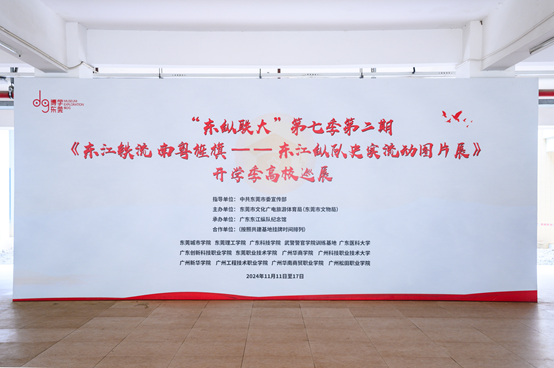 dg 博学东莞 MUSEUM EXPLORATION
“东纵联大”第七季第二期
《东江铁流 南粤旌旗——东江纵队史实流动图片展》
开学季高校巡展
指导单位：中共东莞市委宣传部
主办单位：东莞市文化广电旅游体育局（东莞市文物局）
承办单位：广东东江纵队纪念馆
合作单位：（按照共建基地挂牌时间排列）
东莞城市学院 东莞理工学院 广东科技学院 武警警官学院训练基地 广东医科大学
广东创新科技职业学院 东莞职业技术学院 广州华商学院 广州科技职业技术大学
广州新华学院 广州工程技术职业学院 广州华南商贸职业学院 广州松田职业学院
2024年11月11日至17日